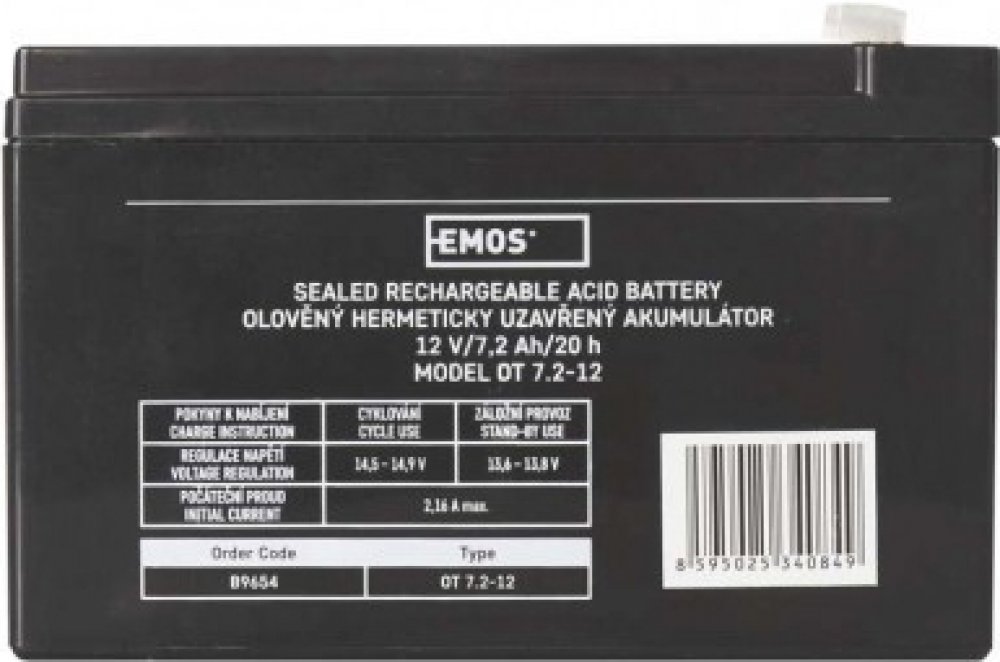 EMOS
SEALED RECHARGEABLE ACID BATTERY
OLOVĚNÝ HERMETICKY UZAVŘENÝ AKUMULÁTOR
12 V/7,2 Ah/20 h
MODEL OT 7.2-12
POKYNY K NABÍJENÍ
CHARGE INSTRUCTION
CYKLOVÁNÍ
CYCLE USE
ZÁLOŽNÍ PROVOZ
STAND-BY USE
REGULACE NAPĚTÍ
VOLTAGE REGULATION
14,5 - 14,9 V
13,6 - 13,8 V
POČÁTEČNÍ PROUD
INITIAL CURRENT
2,16 A max.
Order Code
Type
B9654
OT 7.2-12
8 595025 340849